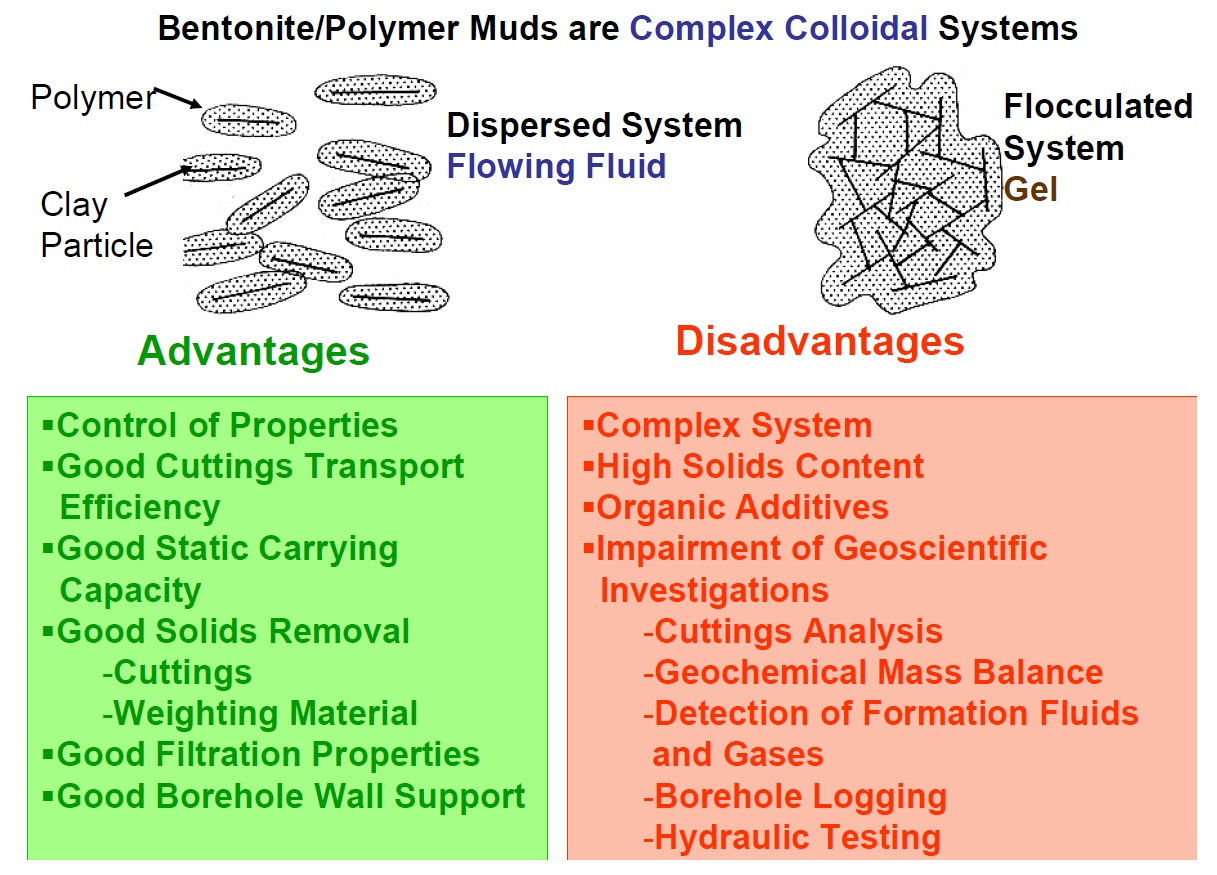 Bentonite/Polymer Muds are Complex Colloidal Systems
Polymer
Clay
Particle
Dispersed System
Flowing Fluid
Flocculated
System
Gel
Advantages
▪Control of Properties
▪Good Cuttings Transport
Efficiency
▪Good Static Carrying
Capacity
▪Good Solids Removal
-Cuttings
-Weighting Material
▪Good Filtration Properties
▪Good Borehole Wall Support
Disadvantages
▪Complex System
▪High Solids Content
▪Organic Additives
▪Impairment of Geoscientific
Investigations
-Cuttings Analysis
-Geochemical Mass Balance
-Detection of Formation Fluids
and Gases
-Borehole Logging
-Hydraulic Testing